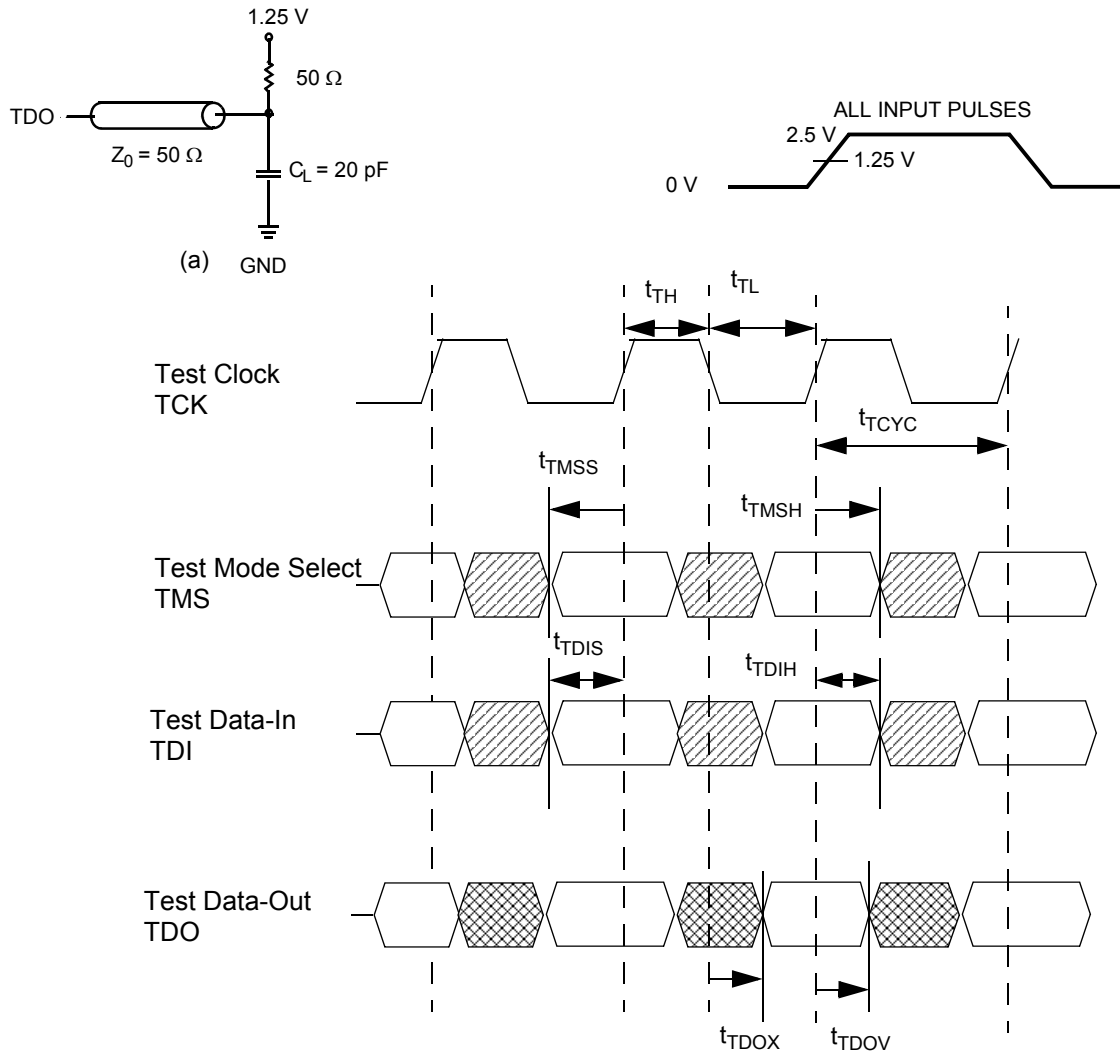 1.25 V
50 Ω
TDO
Z0 = 50 Ω
CL = 20 pF
(a) GND
ALL INPUT PULSES
2.5 V
1.25 V
0 V
tTH
tTL
Test Clock
TCK
tTCYC
tTMSS
tTMSH
Test Mode Select
TMS
tTDIS
tTDIH
Test Data-In
TDI
Test Data-Out
TDO
tTDOX
tTDOV